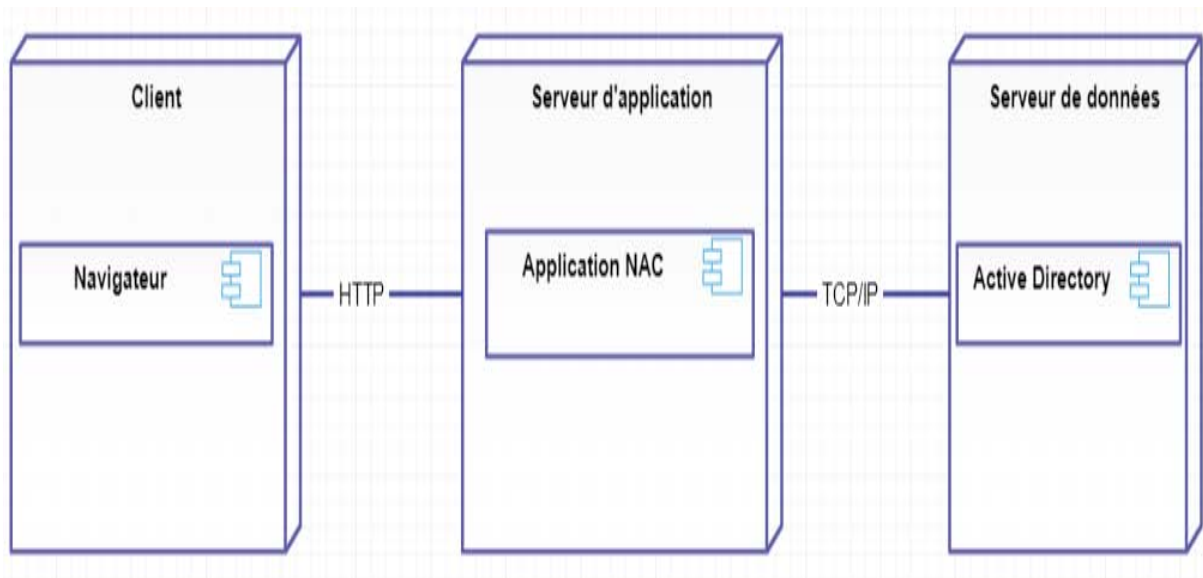 Client
Serveur d'application
Serveur de données
Navigateur
HTTP
Application NAC
TCP/IP
Active Directory